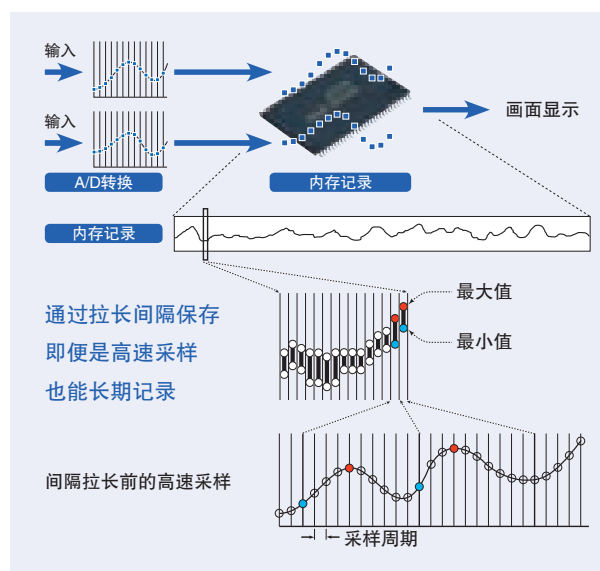 输入
输入
画面显示
A/D转换
内存记录
内存记录
最大值
最小值
通过拉长间隔保存
即便是高速采样
也能长期记录
间隔拉长前的高速采样
采样周期